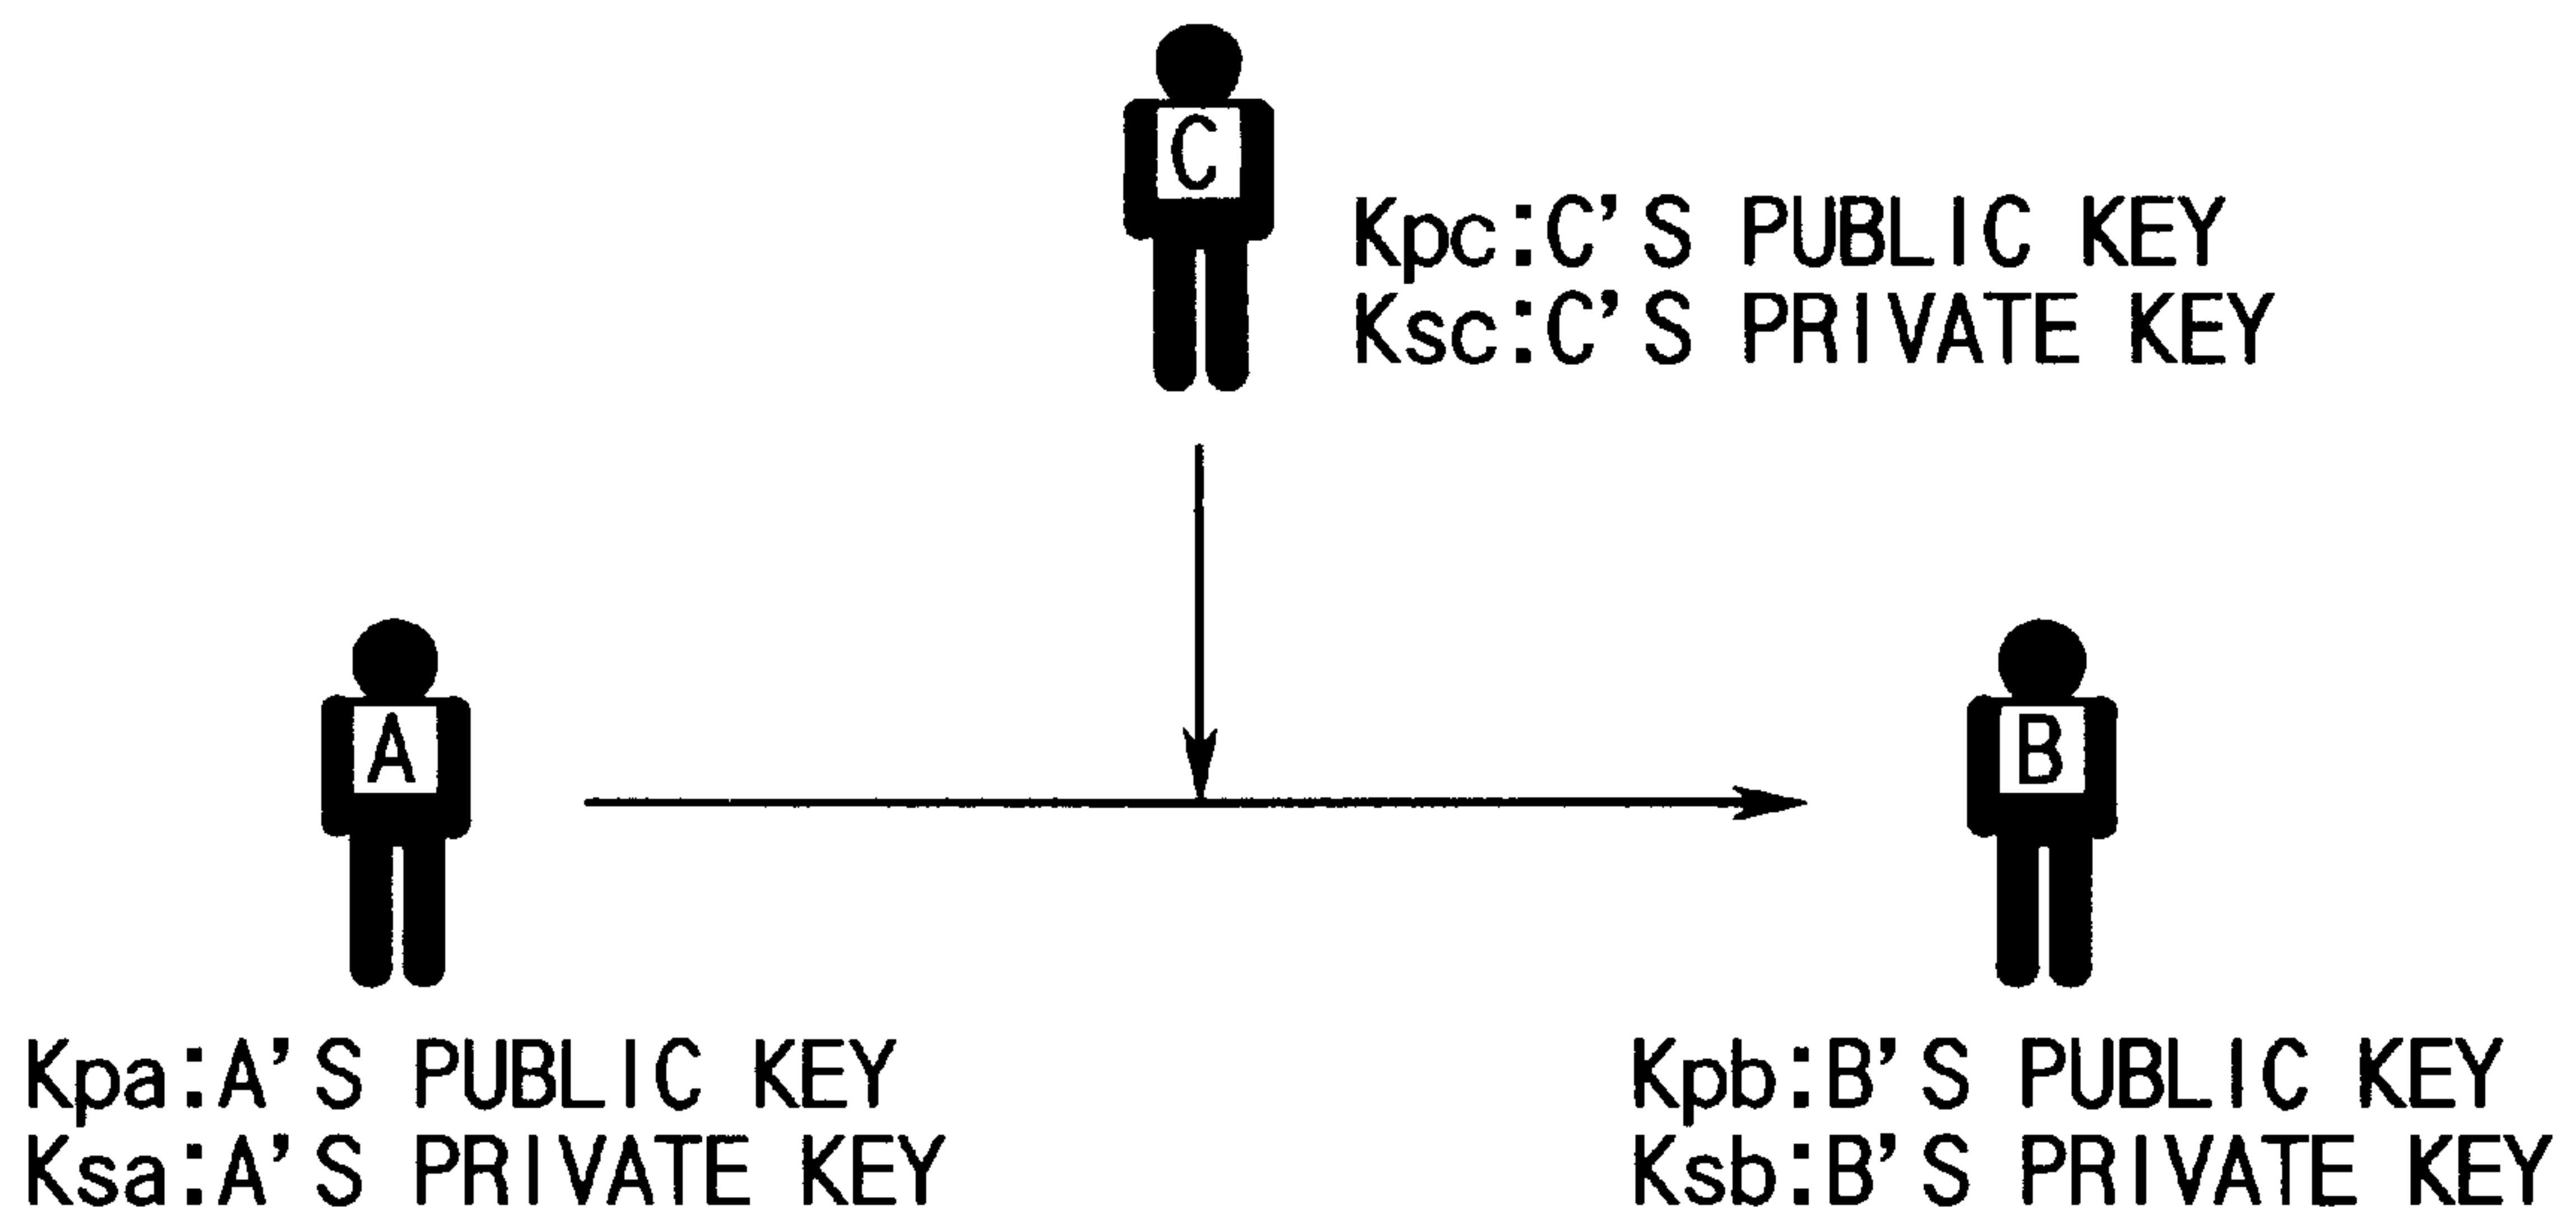 C
Kpc:C'S PUBLIC KEY
Ksc:C'S PRIVATE KEY
A
B
Kpa:A'S PUBLIC KEY
Ksa:A'S PRIVATE KEY
Kpb:B'S PUBLIC KEY
Ksb:B'S PRIVATE KEY